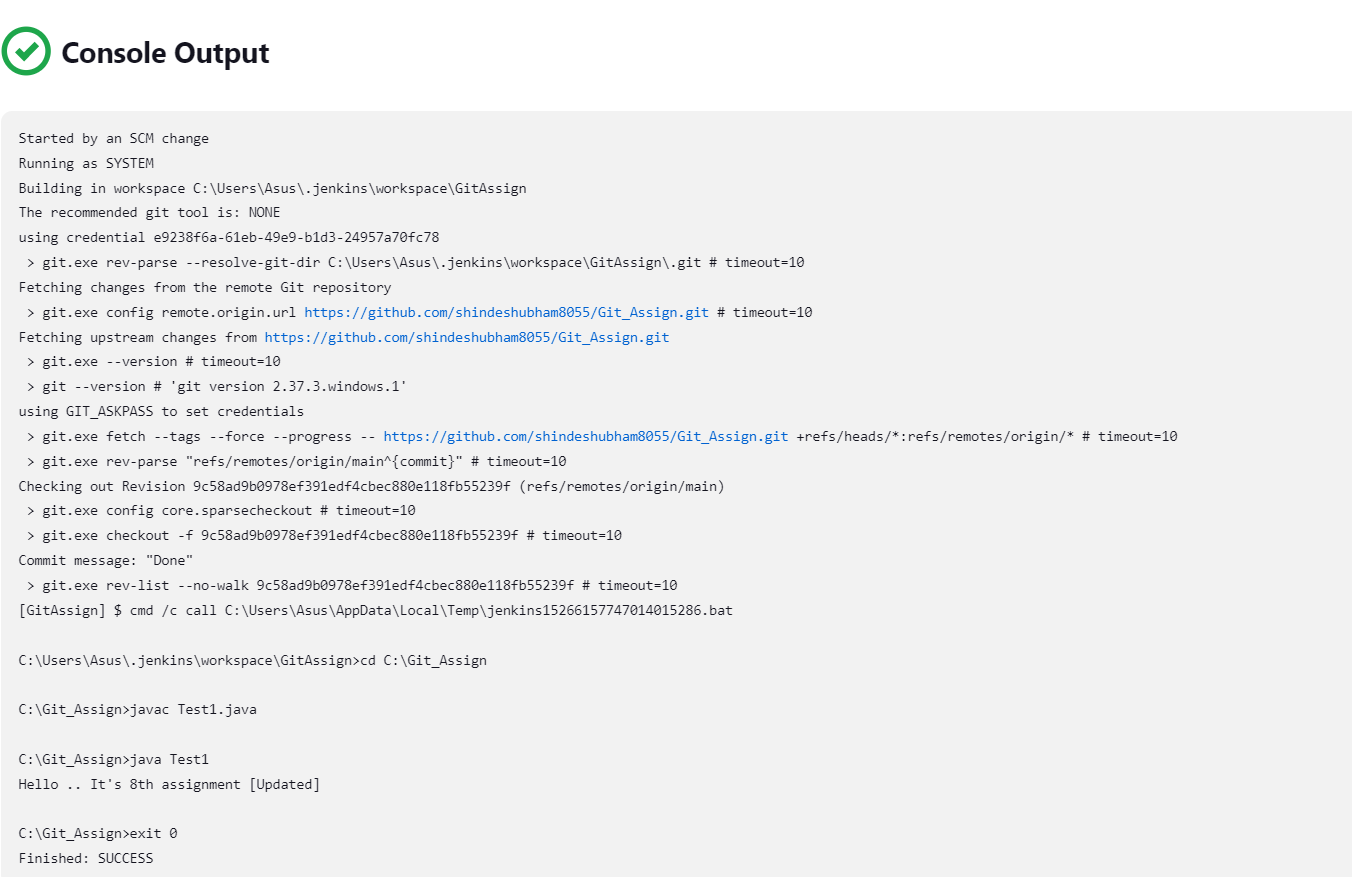 Console Output
Started by an SCM change
Running as SYSTEM
Building in workspace C:\Users\Asus\.jenkins\workspace\GitAssign
The recommended git tool is: NONE
using credential e9238f6a-61eb-49e9-b1d3-24957a70fc78
 > git.exe rev-parse --resolve-git-dir C:\Users\Asus\.jenkins\workspace\GitAssign\.git # timeout=10
Fetching changes from the remote Git repository
 > git.exe config remote.origin.url https://github.com/shindeshubham8055/Git_Assign.git # timeout=10
Fetching upstream changes from https://github.com/shindeshubham8055/Git_Assign.git
 > git.exe --version # timeout=10
 > git --version # 'git version 2.37.3.windows.1'
using GIT_ASKPASS to set credentials
 > git.exe fetch --tags --force --progress -- https://github.com/shindeshubham8055/Git_Assign.git +refs/heads/*:refs/remotes/origin/* # timeout=10
 > git.exe rev-parse "refs/remotes/origin/main^{commit}" # timeout=10
Checking out Revision 9c58ad9b0978ef391edf4cbec880e118fb55239f (refs/remotes/origin/main)
 > git.exe config core.sparsecheckout # timeout=10
 > git.exe checkout -f 9c58ad9b0978ef391edf4cbec880e118fb55239f # timeout=10
Commit message: "Done"
 > git.exe rev-list --no-walk 9c58ad9b0978ef391edf4cbec880e118fb55239f # timeout=10
[GitAssign] $ cmd /c call C:\Users\Asus\AppData\Local\Temp\jenkins15266157747014015286.bat
C:\Users\Asus\.jenkins\workspace\GitAssign>cd C:\Git_Assign
C:\Git_Assign>javac Test1.java
C:\Git_Assign>java Test1
Hello .. It's 8th assignment [Updated]
C:\Git_Assign>exit 0
Finished: SUCCESS